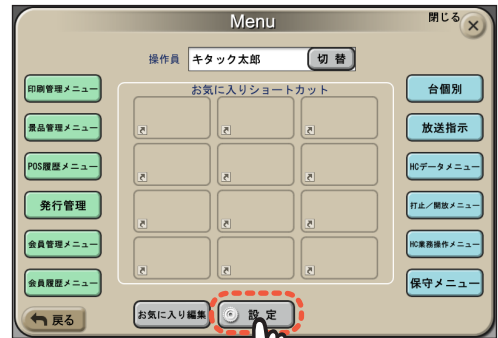 Menu
閉じる
操作員 キタック太郎 切替
お気に入りショートカット
印刷管理メニュー
景品管理メニュー
POS履歴メニュー
発行管理
会員管理メニュー
会員履歴メニュー
台個別
放送指示
HCデータメニュー
打止／開放メニュー
HC業務操作メニュー
保守メニュー
戻る
お気に入り編集
設定